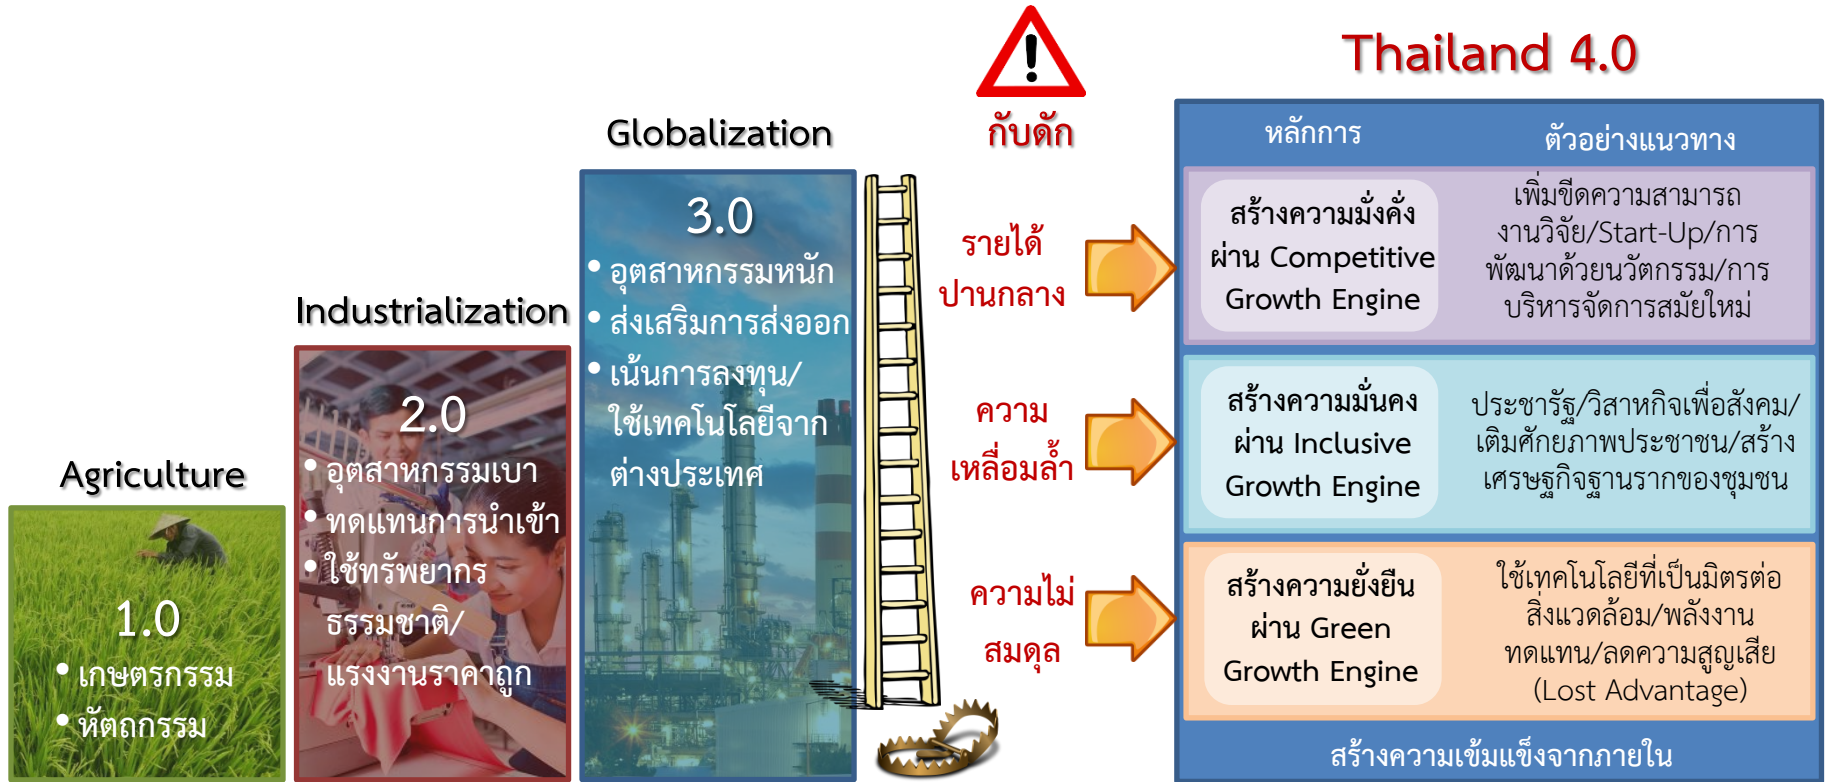 Agriculture
1.0
• เกษตรกรรม
• หัตถกรรม
Industrialization
2.0
• อุตสาหกรรมเบา
• ทดแทนการนำเข้า
• ใช้ทรัพยากร
ธรรมชาติ/
แรงงานราคาถูก
Globalization
3.0
• อุตสาหกรรมหนัก
• ส่งเสริมการส่งออก
• เน้นการลงทุน/
ใช้เทคโนโลยีจาก
ต่างประเทศ
กับดัก
รายได้
ปานกลาง
ความ
เหลื่อมล้ำ
ความไม่
สมดุล
Thailand 4.0
หลักการ
ตัวอย่างแนวทาง
สร้างความมั่งคั่ง
ผ่าน Competitive
Growth Engine
เพิ่มขีดความสามารถ
งานวิจัย/Start-Up/การ
พัฒนาด้วยนวัตกรรม/การ
บริหารจัดการสมัยใหม่
สร้างความมั่นคง
ผ่าน Inclusive
Growth Engine
ประชารัฐ/วิสาหกิจเพื่อสังคม/
เติมศักยภาพประชาชน/สร้าง
เศรษฐกิจฐานรากของชุมชน
สร้างความยั่งยืน
ผ่าน Green
Growth Engine
ใช้เทคโนโลยีที่เป็นมิตรต่อ
สิ่งแวดล้อม/พลังงาน
ทดแทน/ลดความสูญเสีย
(Lost Advantage)
สร้างความเข้มแข็งจากภายใน